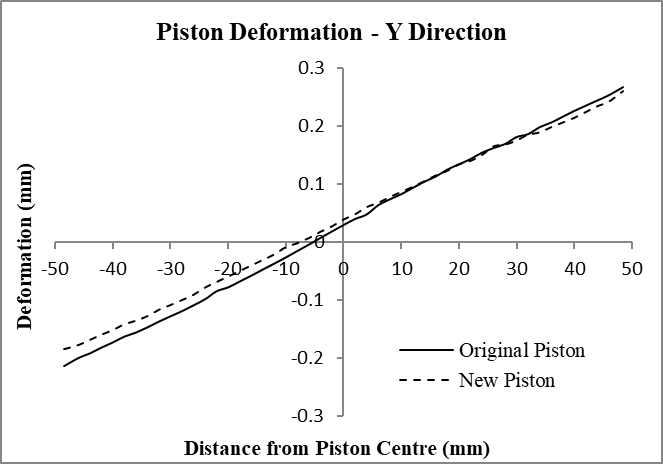 Piston Deformation - Y Direction
0.3
0.2
0.1
0
-50 -40 -30 -20 -10 0 10 20 30 40 50
-0.1
-0.2
-0.3
Deformation (mm)
Original Piston
New Piston
Distance from Piston Centre (mm)